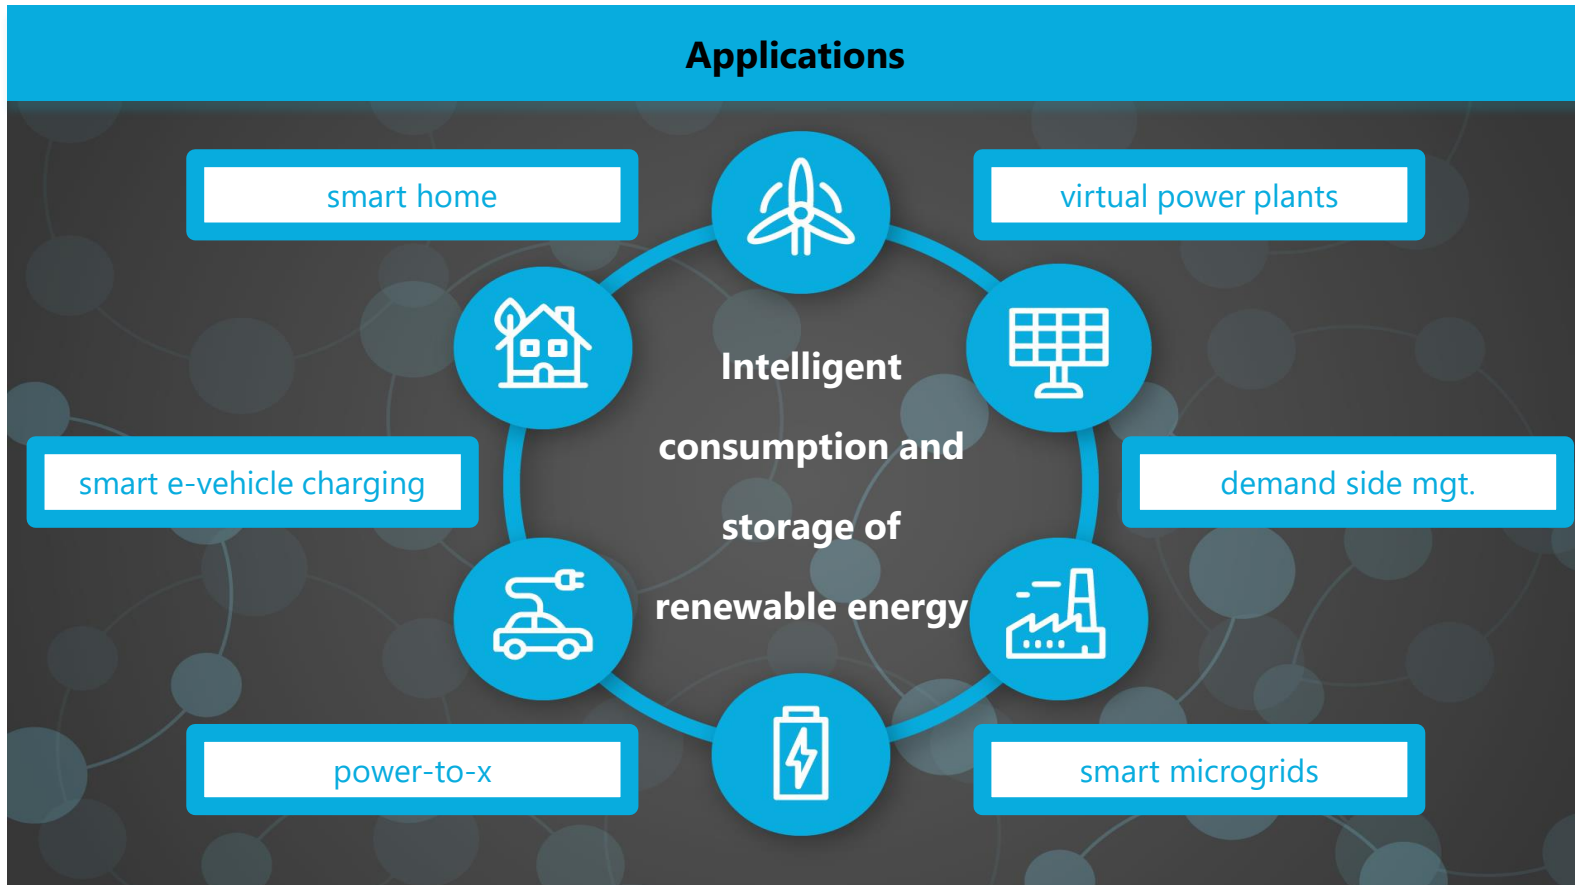 Applications
smart home
virtual power plants
Intelligent
consumption and
storage of
renewable energy
smart e-vehicle charging
demand side mgt.
power-to-x
smart microgrids